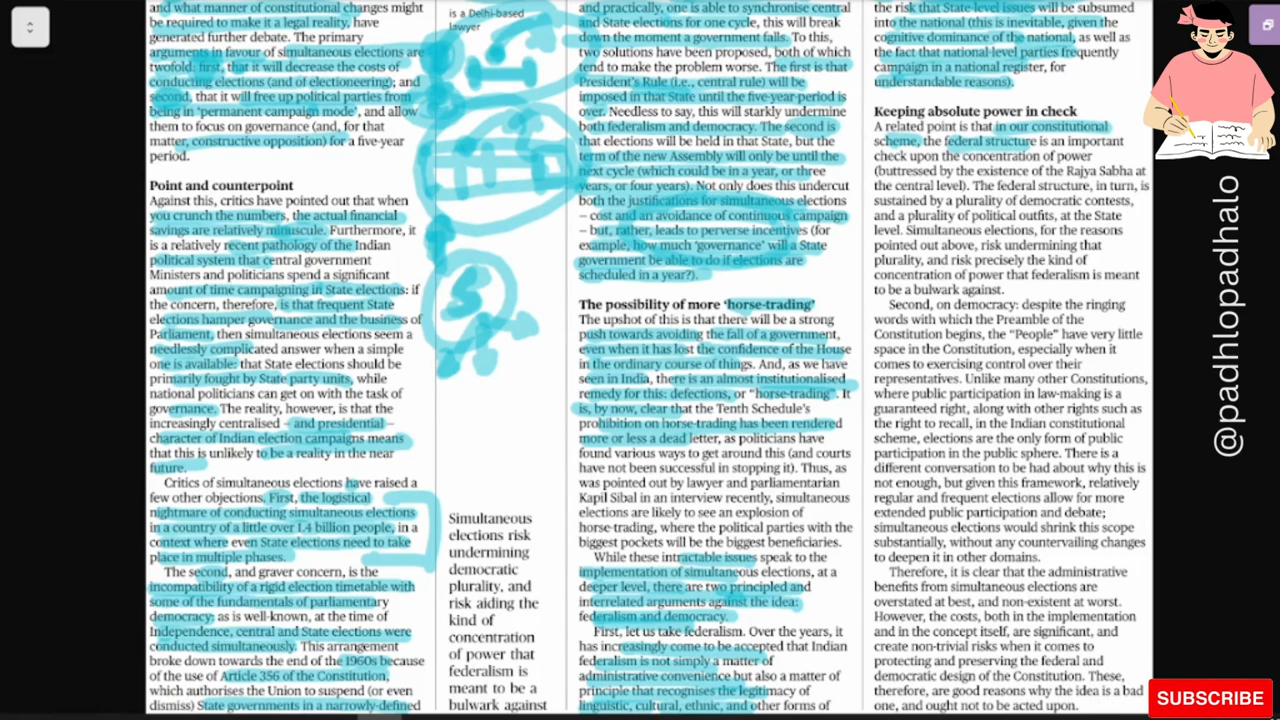 and what manner of constitutional changes might
be required to make it a legal reality, have
generated further debate. The primary
arguments in favour of simultaneous elections are
twofold: first, that it will decrease the costs of
conducting elections (and of electioneering); and
second, that it will free up political parties from
being in 'permanent campaign mode', and allow
them to focus on governance (and, for that
matter, constructive opposition) for a five-year
period.
Point and counterpoint
Against this, critics have pointed out that when
you crunch the numbers, the actual financial
savings are relatively minuscule. Furthermore, it
is a relatively recent pathology of the Indian
political system that central government
Ministers and politicians spend a significant
amount of time campaigning in State elections: if
the concern, therefore, is that frequent State
elections hamper governance and the business of
Parliament, then simultaneous elections seem a
needlessly complicated answer when a simple
one is available: that State elections should be
primarily fought by State party units, while
national politicians can get on with the task of
governance. The reality, however, is that the
increasingly centralised – and presidential –
character of Indian election campaigns means
that this is unlikely to be a reality in the near
future.
Critics of simultaneous elections have raised a
few other objections. First, the logistical
nightmare of conducting simultaneous elections
in a country of a little over 1.4 billion people, in a
context where even State elections need to take
place in multiple phases.
The second, and graver concern, is the
incompatibility of a rigid election timetable with
some of the fundamentals of parliamentary
democracy: as is well-known, at the time of
Independence, central and State elections were
conducted simultaneously. This arrangement
broke down towards the end of the 1960s because
of the use of Article 356 of the Constitution,
which authorises the Union to suspend (or even
dismiss) State governments in a narrowly-defined
is a Delhi-based
lawyer
Simultaneous
elections risk
undermining
democratic
plurality, and
risk aiding the
kind of
concentration
of power that
federalism is
meant to be a
bulwark against
and practically, one is able to synchronise central
and State elections for one cycle, this will break
down the moment a government falls. To this,
two solutions have been proposed, both of which
tend to make the problem worse. The first is that
President's Rule (i.e., central rule) will be
imposed in that State until the five-year-period is
over. Needless to say, this will starkly undermine
both federalism and democracy. The second is
that elections will be held in that State, but the
term of the new Assembly will only be until the
next cycle (which could be in a year, or three
years, or four years). Not only does this undercut
both the justifications for simultaneous elections
– cost and an avoidance of continuous campaign
– but, rather, leads to perverse incentives (for
example, how much 'governance' will a State
government be able to do if elections are
scheduled in a year?).
The possibility of more 'horse-trading'
The upshot of this is that there will be a strong
push towards avoiding the fall of a government,
even when it has lost the confidence of the House
in the ordinary course of things. And, as we have
seen in India, there is an almost institutionalised
remedy for this: defections, or "horse-trading". It
is, by now, clear that the Tenth Schedule's
prohibition on horse-trading has been rendered
more or less a dead letter, as politicians have
found various ways to get around this (and courts
have not been successful in stopping it). Thus, as
was pointed out by lawyer and parliamentarian
Kapil Sibal in an interview recently, simultaneous
elections are likely to see an explosion of
horse-trading, where the political parties with the
biggest pockets will be the biggest beneficiaries.
While these intractable issues speak to the
implementation of simultaneous elections, at a
deeper level, there are two principled and
interrelated arguments against the idea:
federalism and democracy.
First, let us take federalism. Over the years, it
has increasingly come to be accepted that Indian
federalism is not simply a matter of
administrative convenience but also a matter of
principle that recognises the legitimacy of
linguistic, cultural, ethnic, and other forms of
the risk that State-level issues will be subsumed
into the national (this is inevitable, given the
cognitive dominance of the national, as well as
the fact that national-level parties frequently
campaign in a national register, for
understandable reasons).
Keeping absolute power in check
A related point is that in our constitutional
scheme, the federal structure is an important
check upon the concentration of power
(buttressed by the existence of the Rajya Sabha at
the central level). The federal structure, in turn, is
sustained by a plurality of democratic contests,
and a plurality of political outfits, at the State
level. Simultaneous elections, for the reasons
pointed out above, risk undermining that
plurality, and risk precisely the kind of
concentration of power that federalism is meant
to be a bulwark against.
Second, on democracy: despite the ringing
words with which the Preamble of the
Constitution begins, the "People" have very little
space in the Constitution, especially when it
comes to exercising control over their
representatives. Unlike many other Constitutions,
where public participation in law-making is a
guaranteed right, along with other rights such as
the right to recall, in the Indian constitutional
scheme, elections are the only form of public
participation in the public sphere. There is a
different conversation to be had about why this is
not enough, but given this framework, relatively
regular and frequent elections allow for more
extended public participation and debate;
simultaneous elections would shrink this scope
substantially, without any countervailing changes
to deepen it in other domains.
Therefore, it is clear that the administrative
benefits from simultaneous elections are
overstated at best, and non-existent at worst.
However, the costs, both in the implementation
and in the concept itself, are significant, and
create non-trivial risks when it comes to
protecting and preserving the federal and
democratic design of the Constitution. These,
therefore, are good reasons why the idea is a bad
one, and ought not to be acted upon.
@padhlopadhalo
SUBSCRIBE